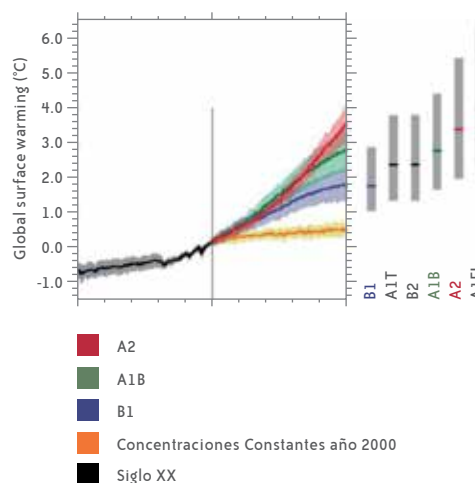 Global surface warming (°C)
6.0
5.0
4.0
3.0
2.0
1.0
0.0
-1.0
B1
A1T
B2
A1B
A2
A2
A1B
B1
Concentraciones Constantes año 2000
Siglo XX